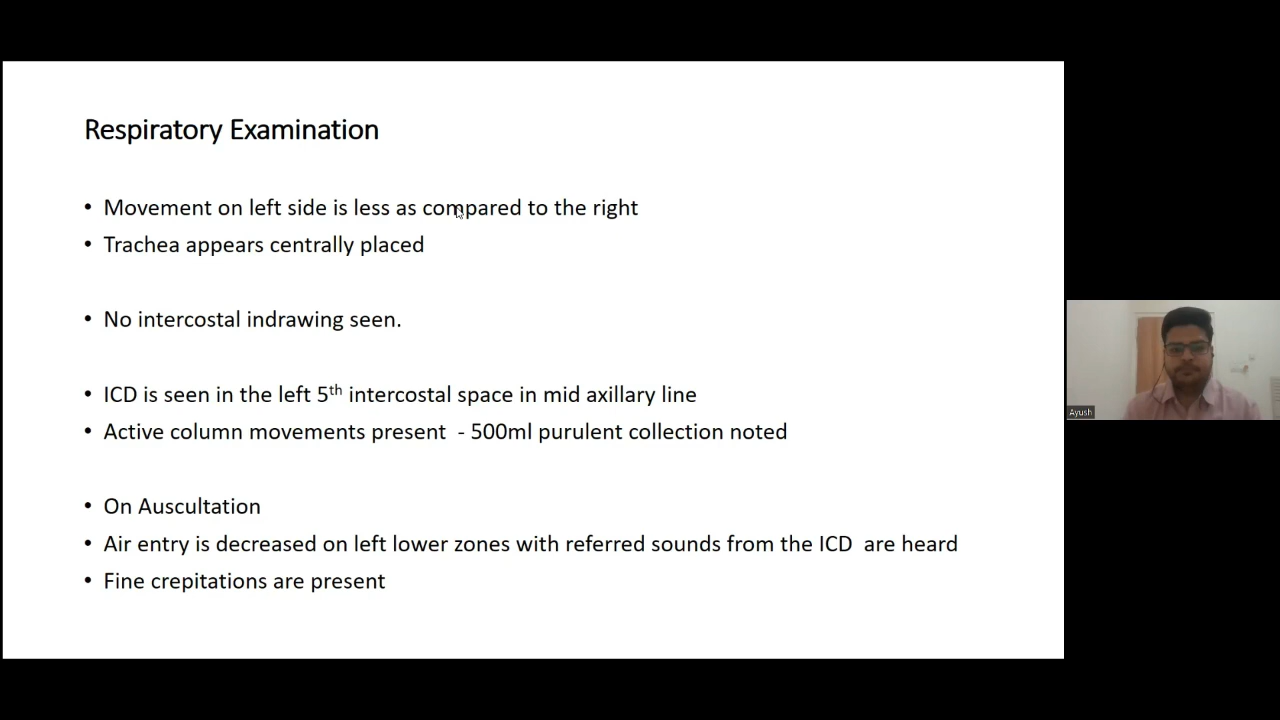 Respiratory Examination
• Movement on left side is less as compared to the right
• Trachea appears centrally placed
• No intercostal indrawing seen.
• ICD is seen in the left 5th intercostal space in mid axillary line
• Active column movements present - 500ml purulent collection noted
• On Auscultation
• Air entry is decreased on left lower zones with referred sounds from the ICD are heard
• Fine crepitations are present
Ayush